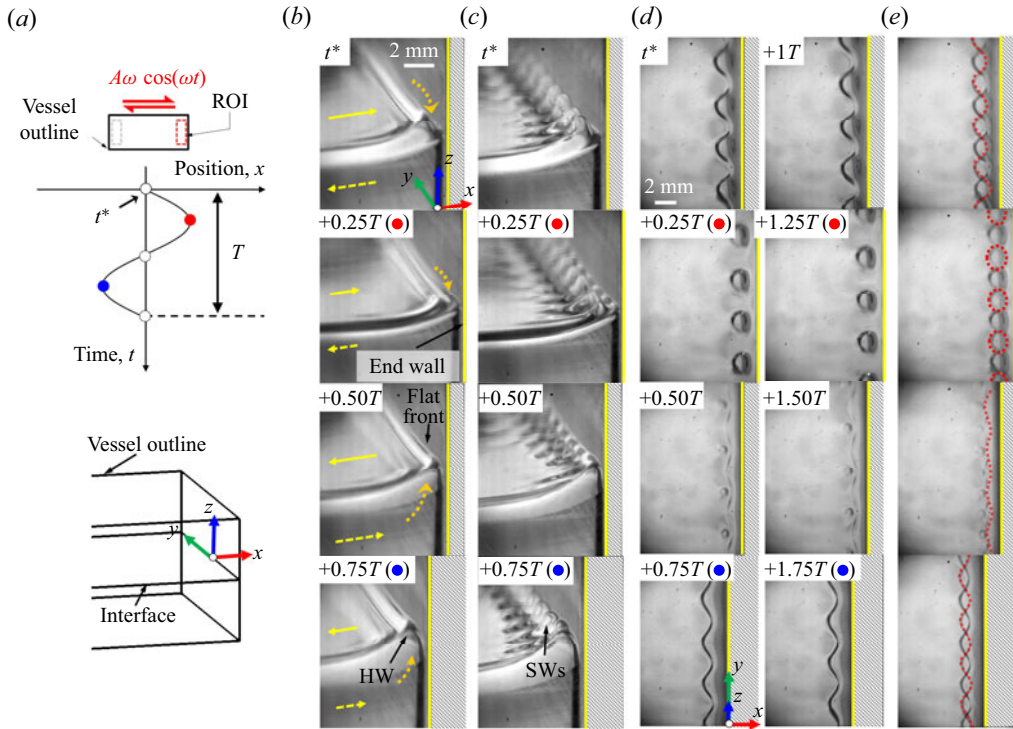 (a)
(b)
(c)
(d)
(e)
Aω cos(ωt)
Vessel outline
ROI
Position, x
t*
T
Time, t
Vessel outline
z
y
x
Interface
t*
2 mm
z
y
x
+0.25T ( )
End wall
+0.50T
Flat front
+0.75T ( )
HW
t*
+0.25T ( )
+0.50T
+0.75T ( )
SWs
t*
+1T
2 mm
+0.25T ( )
+1.25T ( )
+0.50T
+1.50T
+0.75T ( )
+1.75T ( )
y
z
x